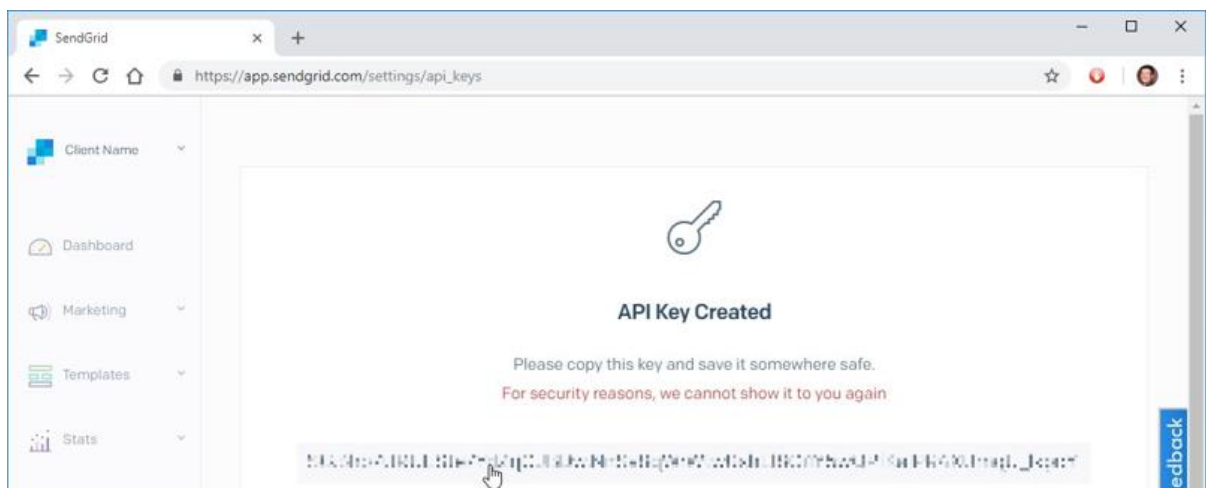 SendGrid
https://app.sendgrid.com/settings/api_keys
Client Name
Dashboard
Marketing
Templates
Stats
API Key Created
Please copy this key and save it somewhere safe.
For security reasons, we cannot show it to you again
edback